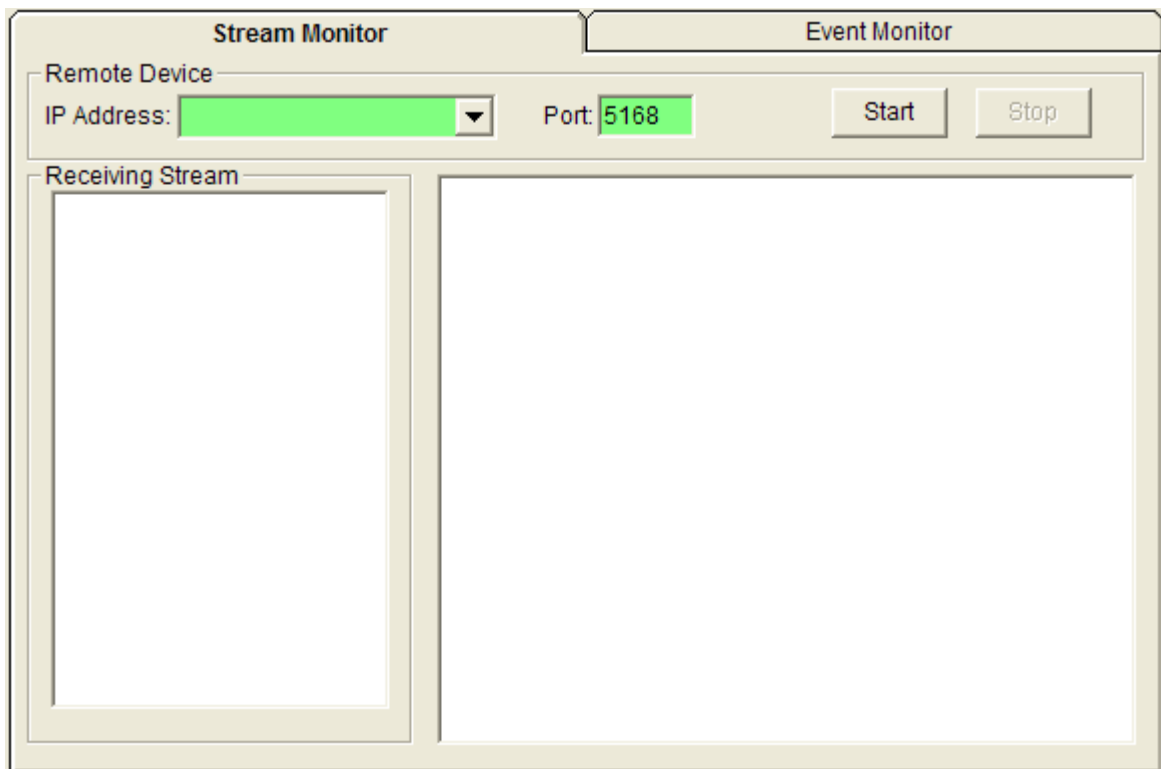 Stream Monitor
Event Monitor
Remote Device
IP Address:
Port: 5168
Start
Stop
Receiving Stream